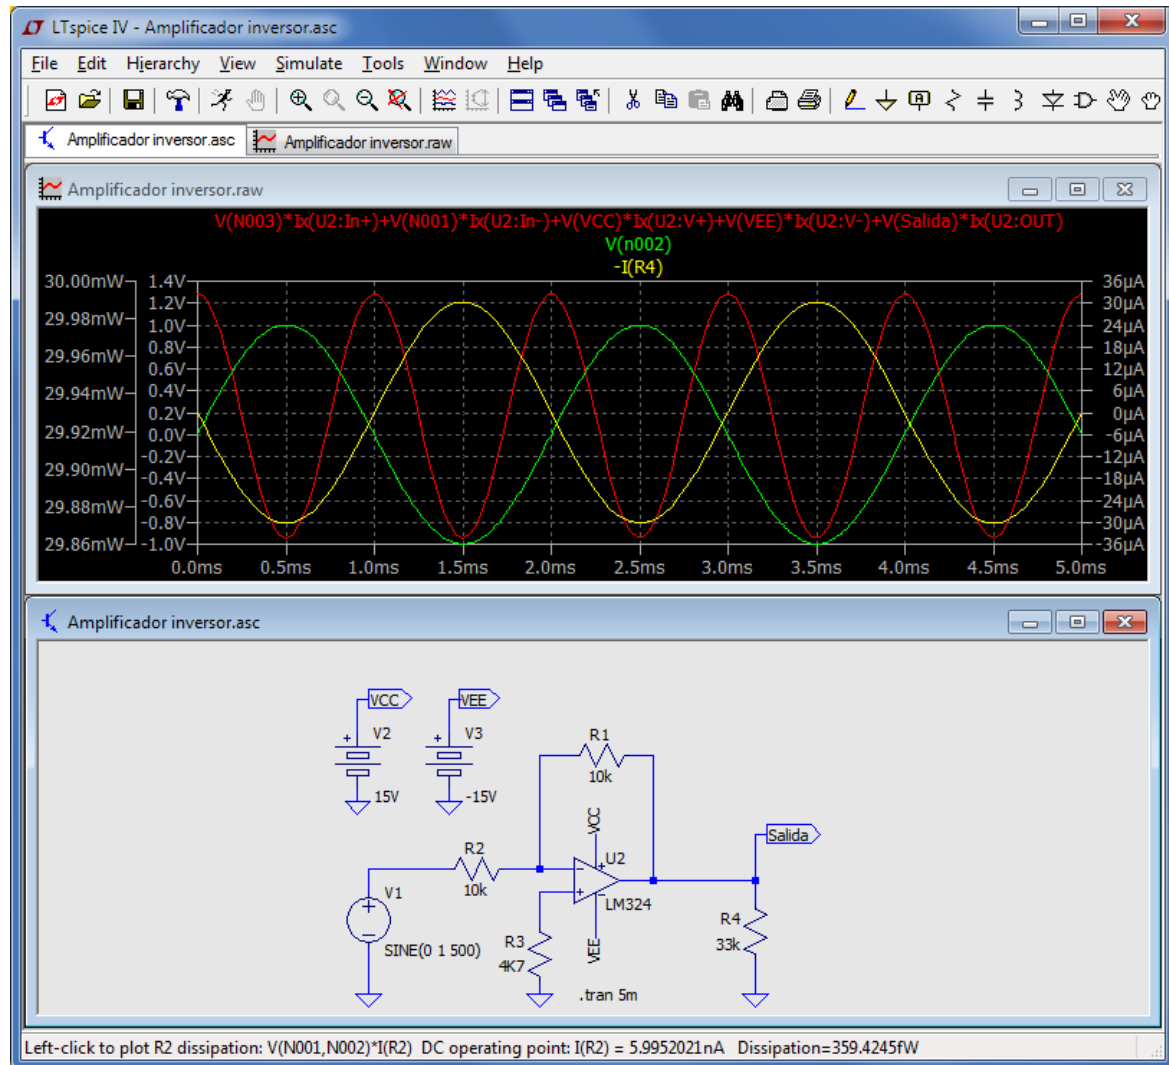 LTspice IV - Amplificador inversor.asc
File Edit Hierarchy View Simulate Tools Window Help
Amplificador inversor.asc Amplificador inversor.raw
Amplificador inversor.raw
V(N003)*Ix(U2:In+)+V(N001)*Ix(U2:In-)+V(VCC)*Ix(U2:V+)+V(VEE)*Ix(U2:V-)+V(Salida)*Ix(U2:OUT)
V(n002)
-I(R4)
30.00mW 1.4V 36µA
1.2V 30µA
29.98mW 1.0V 24µA
0.8V 18µA
29.96mW 0.6V 12µA
29.94mW 0.4V 6µA
0.2V 0µA
29.92mW 0.0V -6µA
29.90mW -0.2V -12µA
-0.4V -18µA
29.88mW -0.6V -24µA
-0.8V -30µA
29.86mW -1.0V -36µA
0.0ms 0.5ms 1.0ms 1.5ms 2.0ms 2.5ms 3.0ms 3.5ms 4.0ms 4.5ms 5.0ms
Amplificador inversor.asc
VCC VEE
V2 V3 R1
10k
15V -15V
VCC
Salida
R2 U2
10k
V1 LM324
R4
SINE(0 1 500) R3 33k
4K7 VEE
.tran 5m
Left-click to plot R2 dissipation: V(N001,N002)*I(R2) DC operating point: I(R2) = 5.9952021nA Dissipation=359.4245fW